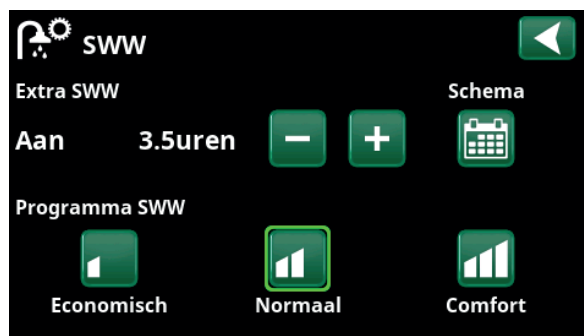 SWW
Extra SWW Schema
Aan 3.5uren
Programma SWW
Economisch Normaal Comfort